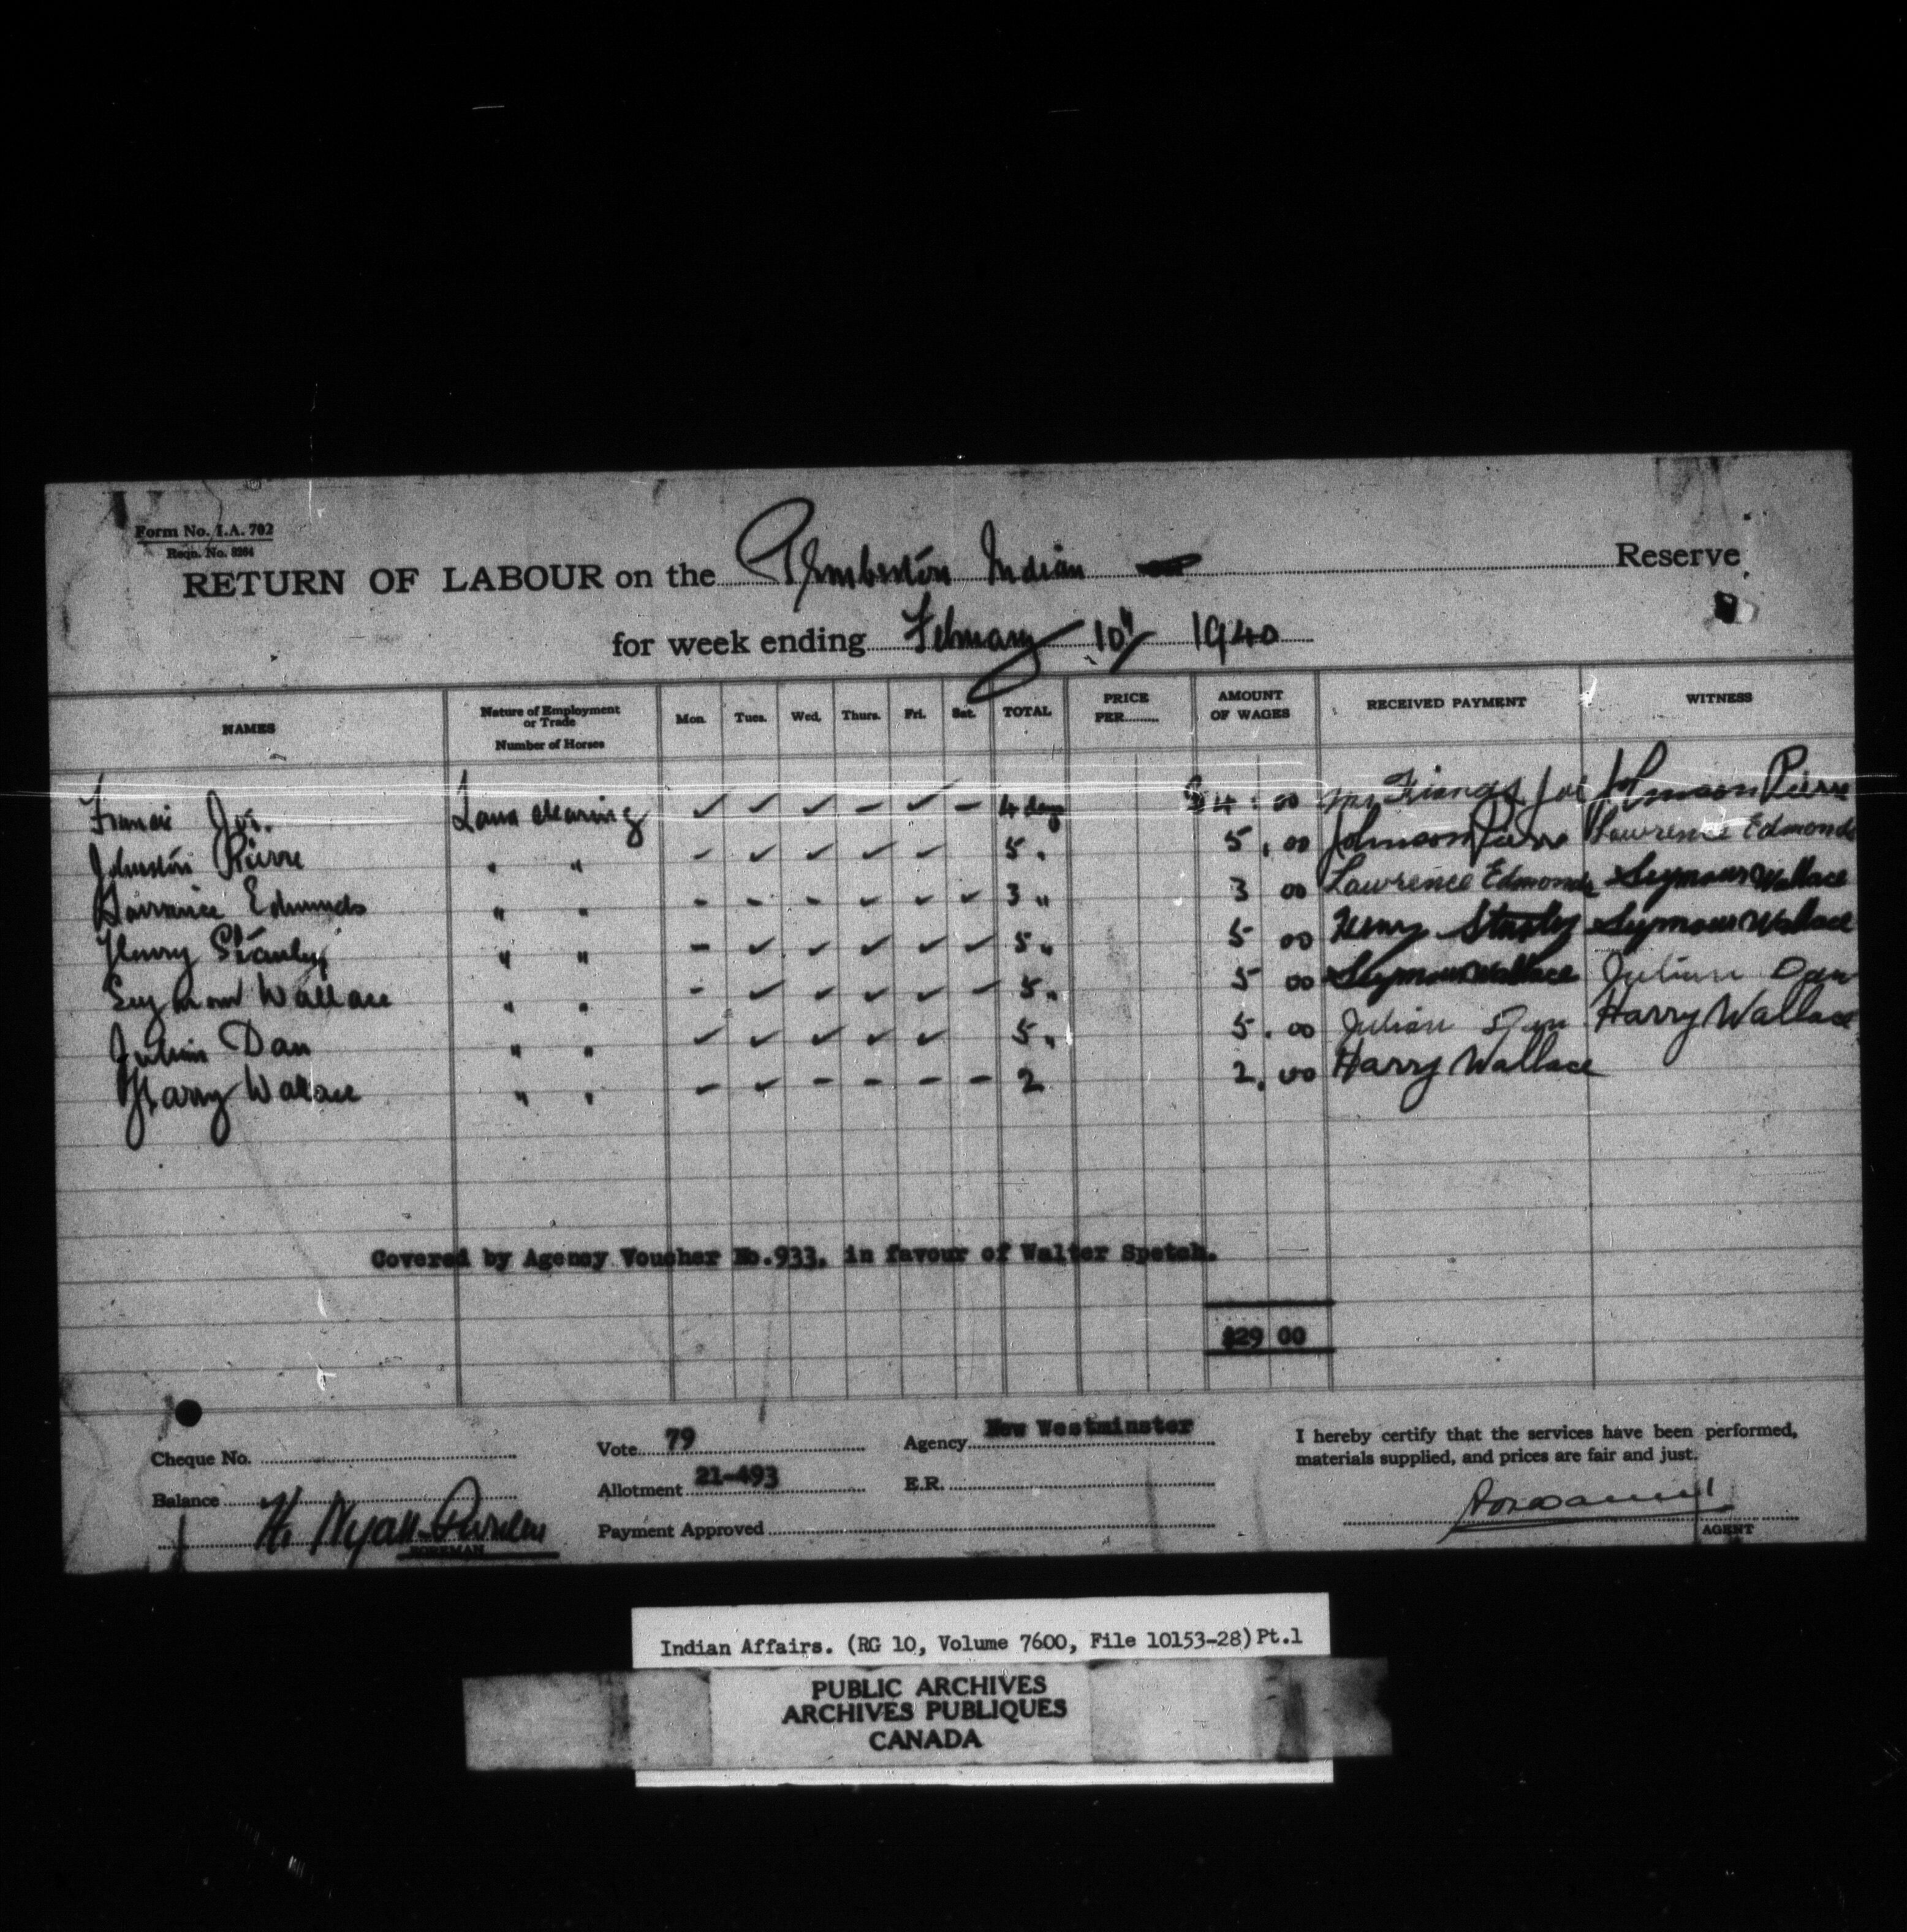 Form No. I.A. 702
Reqn. No. 8204
RETURN OF LABOUR on the Pemberton Indian Reserve
for week ending February 10" 1940
NAMES Nature of Employment or Trade Number of Horses Mon. Tues. Wed. Thurs. Fri. Sat. TOTAL PRICE PER AMOUNT OF WAGES RECEIVED PAYMENT WITNESS
Francis Joe. Land clearing ✓ ✓ ✓ – ✓ – 4 days $4.00 Joe Johnson Pierre
Johnston Pierre " " ✓ ✓ ✓ ✓ ✓ 5 " 5.00 Johnson Pierre Lawrence Edmonds
Edmunds " " - - - ✓ ✓ ✓ 3 " 3 00 Lawrence Edmonds Seymour Wallace
Henry Stanley " " – ✓ ✓ ✓ ✓ ✓ 5 " 5 00 Henry Stanley Seymour Wallace
Seymour Wallace " " - ✓ ✓ ✓ ✓ ✓ 5 " 5 00 Seymour Wallace Julian Dan
Julian Dan " " ✓ ✓ ✓ ✓ ✓ 5 " 5.00 Julian Dan Harry Wallace
Harry Wallace " " ✓ ✓ – – – – 2 2.00 Harry Wallace
Covered by Agency Voucher No.933, in favour of Walter Spetch.
$29 00
Cheque No. Vote 79 Agency New Westminster I hereby certify that the services have been performed,
materials supplied, and prices are fair and just.
Balance Allotment 21-493 E.R.
H. Payment Approved
FOREMAN AGENT
Indian Affairs. (RG 10, Volume 7600, File 10153-28) Pt.1
PUBLIC ARCHIVES
ARCHIVES PUBLIQUES
CANADA